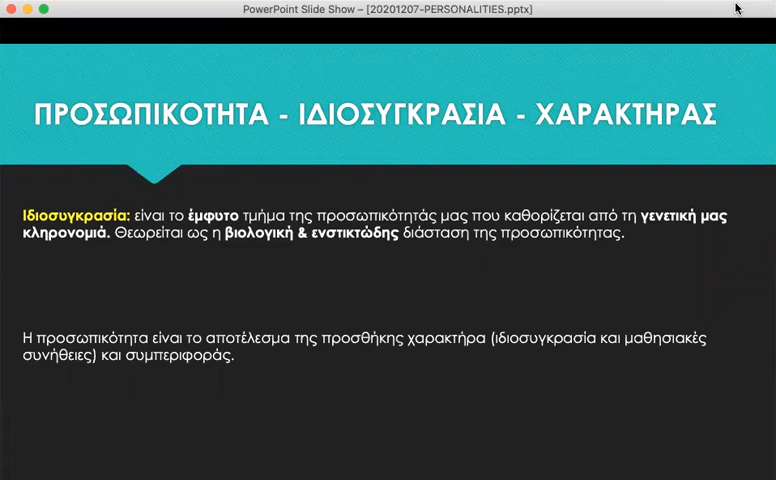 PowerPoint Slide Show – [20201207-PERSONALITIES.pptx]
ΠΡΟΣΩΠΙΚΟΤΗΤΑ - ΙΔΙΟΣΥΓΚΡΑΣΙΑ - ΧΑΡΑΚΤΗΡΑΣ
Ιδιοσυγκρασία: είναι το έμφυτο τμήμα της προσωπικότητάς μας που καθορίζεται από τη γενετική μας
κληρονομιά. Θεωρείται ως η βιολογική & ενστικτώδης διάσταση της προσωπικότητας.
Η προσωπικότητα είναι το αποτέλεσμα της προσθήκης χαρακτήρα (ιδιοσυγκρασία και μαθησιακές
συνήθειες) και συμπεριφοράς.